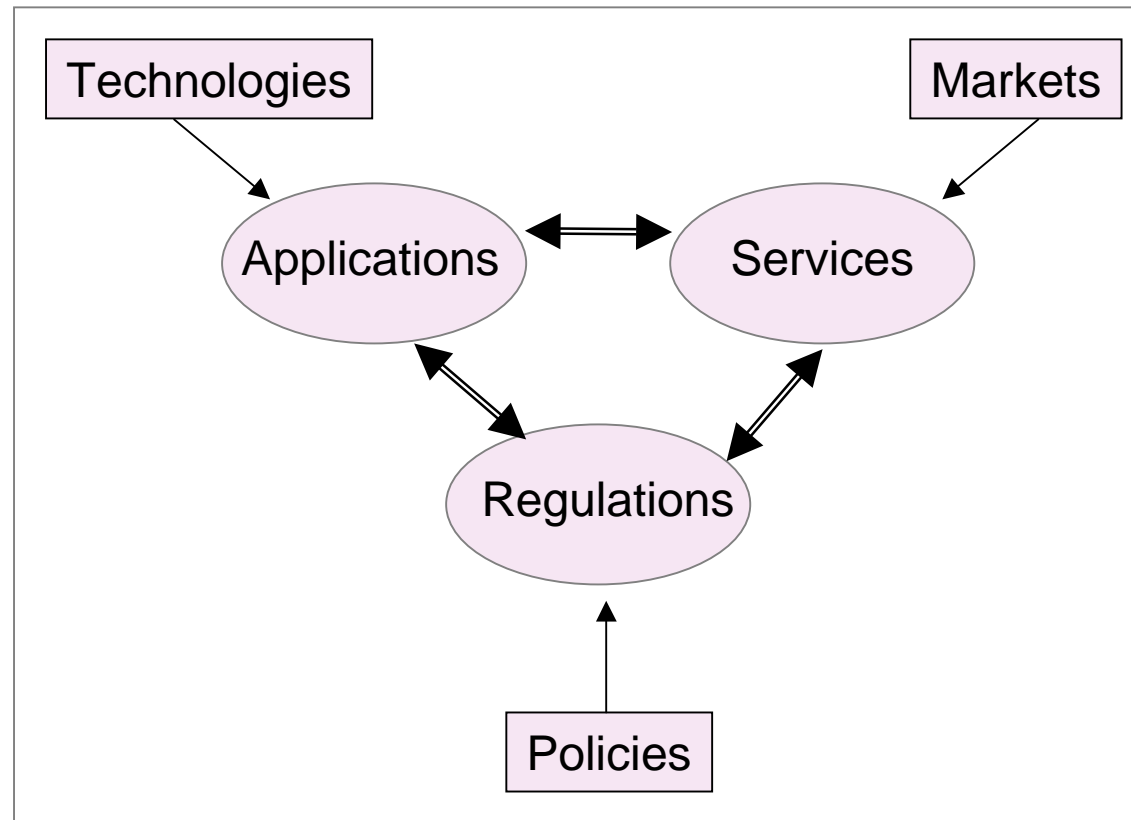 Technologies
Markets
Applications
Services
Regulations
Policies